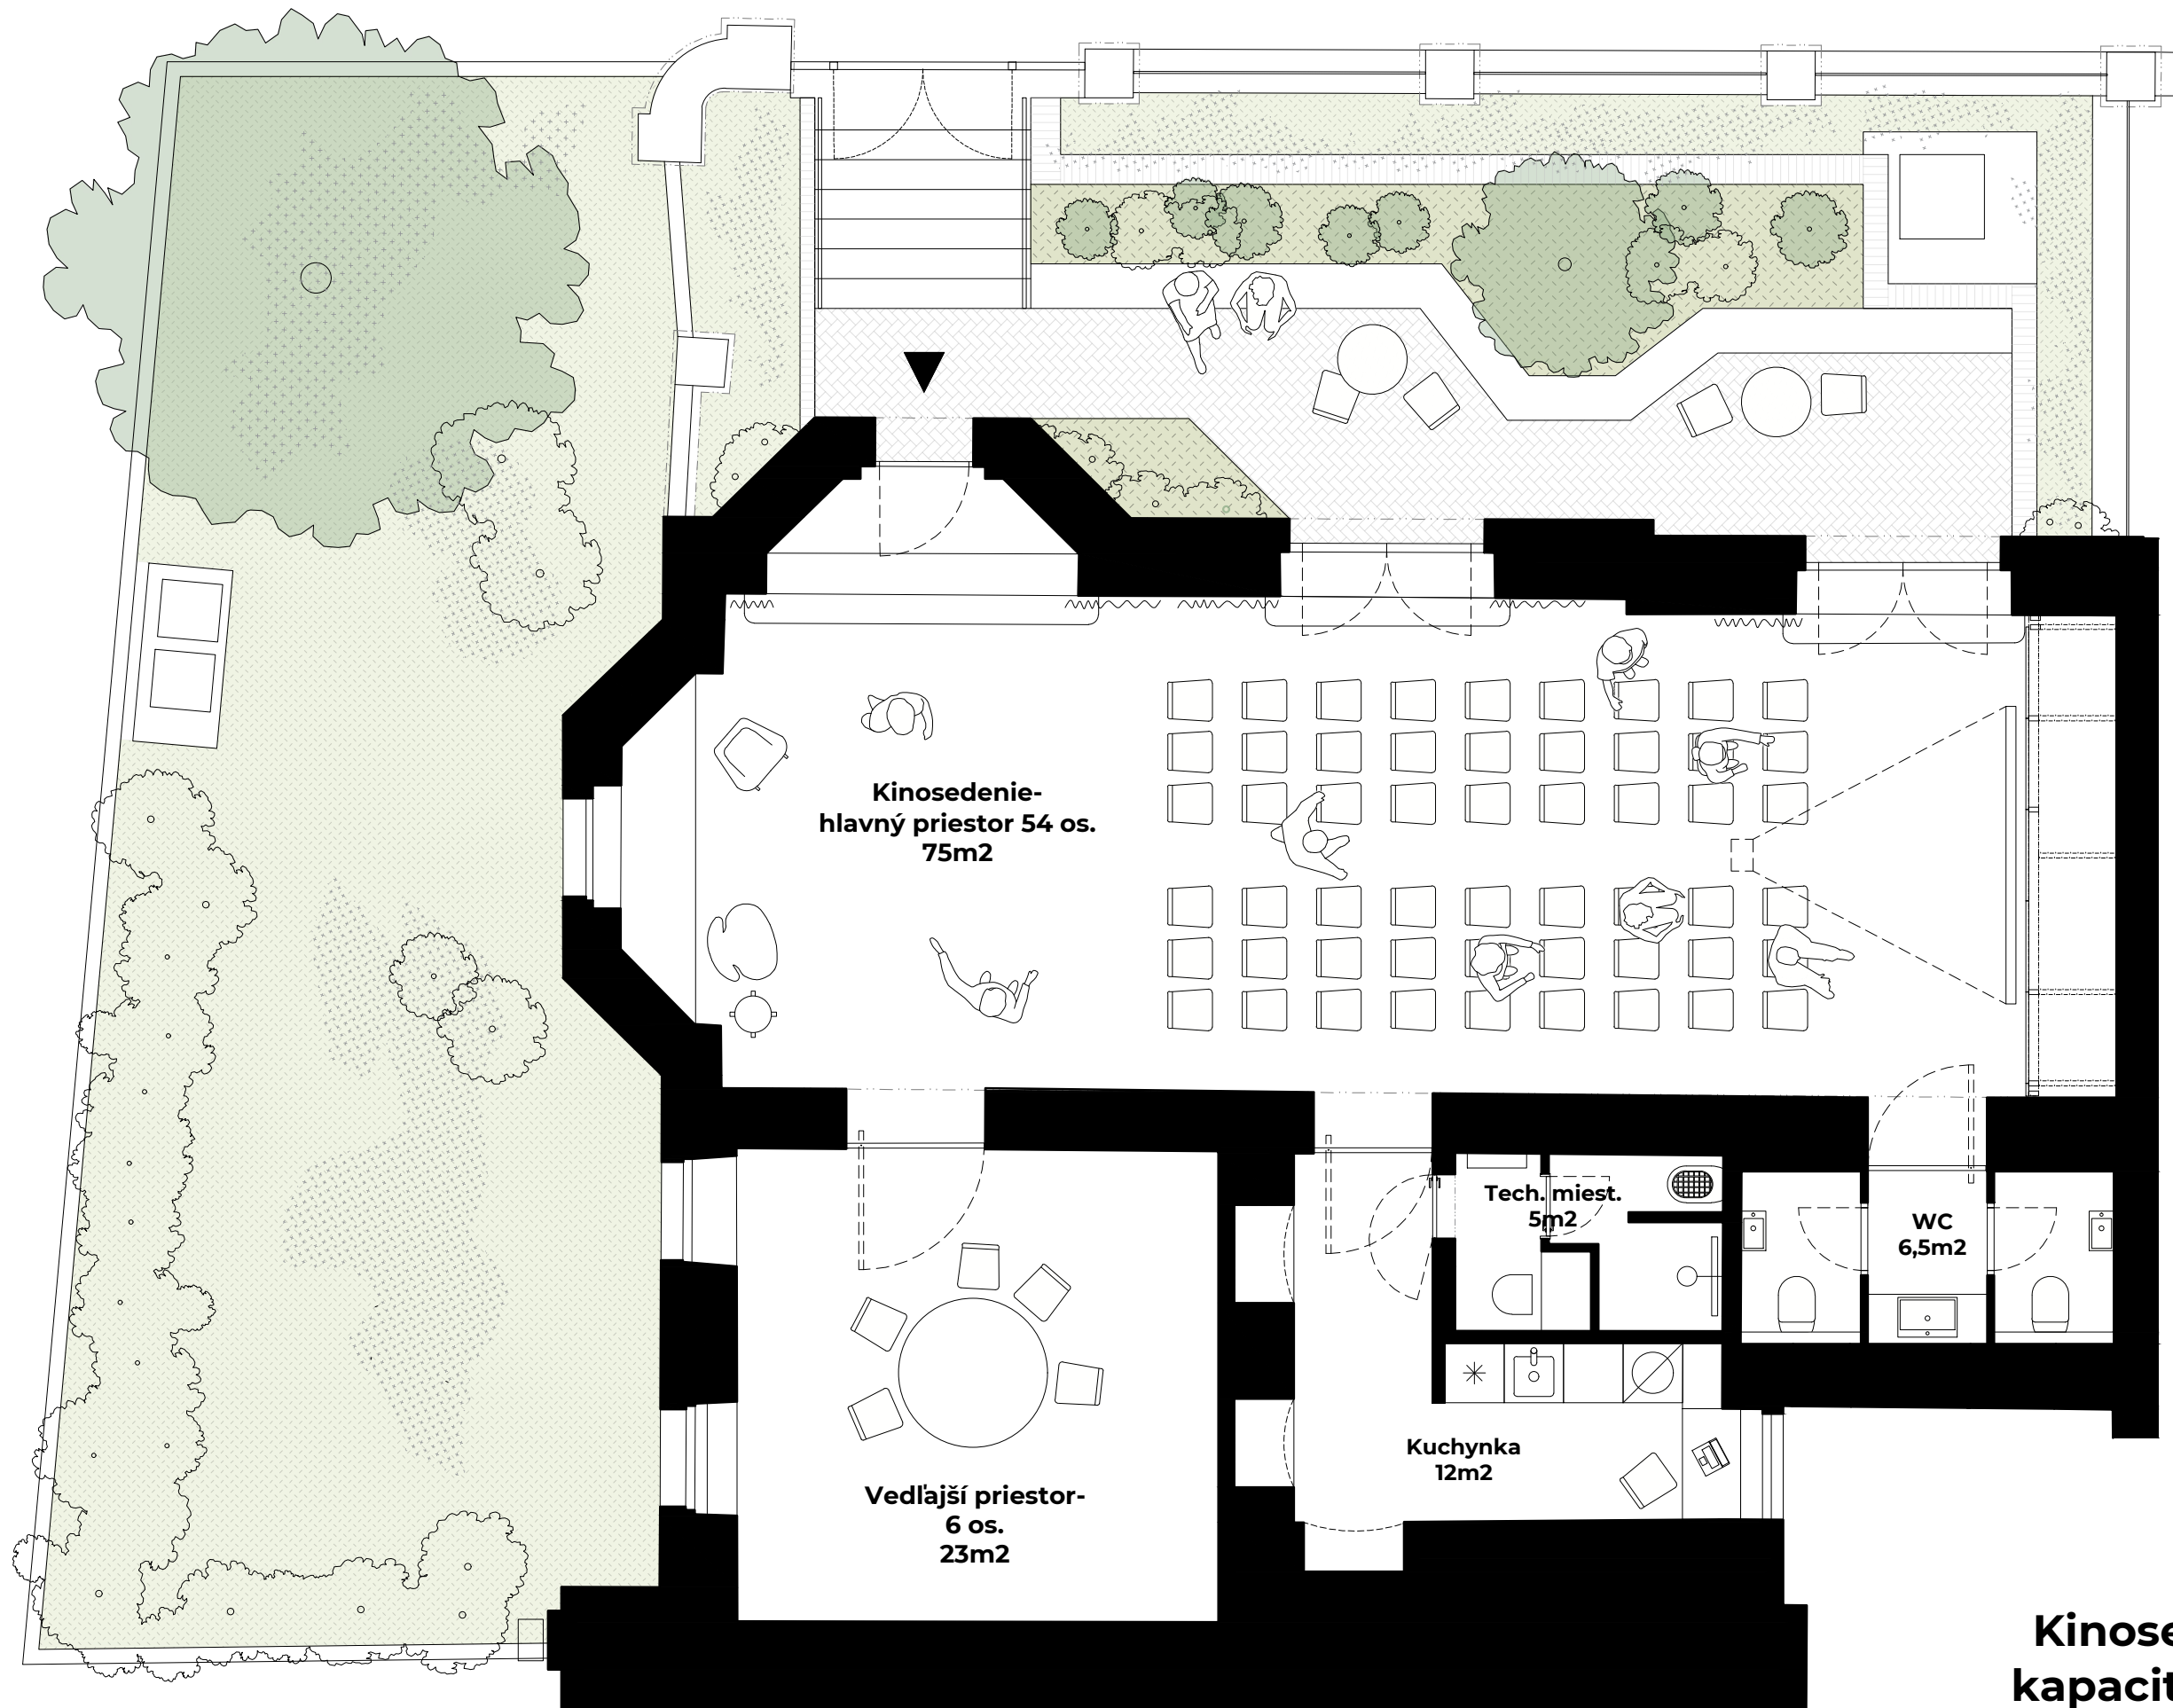 Kinosedenie-
hlavný priestor 54 os.
75m2
Tech. miest.
5m2
WC
6,5m2
Kuchynka
12m2
Vedľajší priestor-
6 os.
23m2